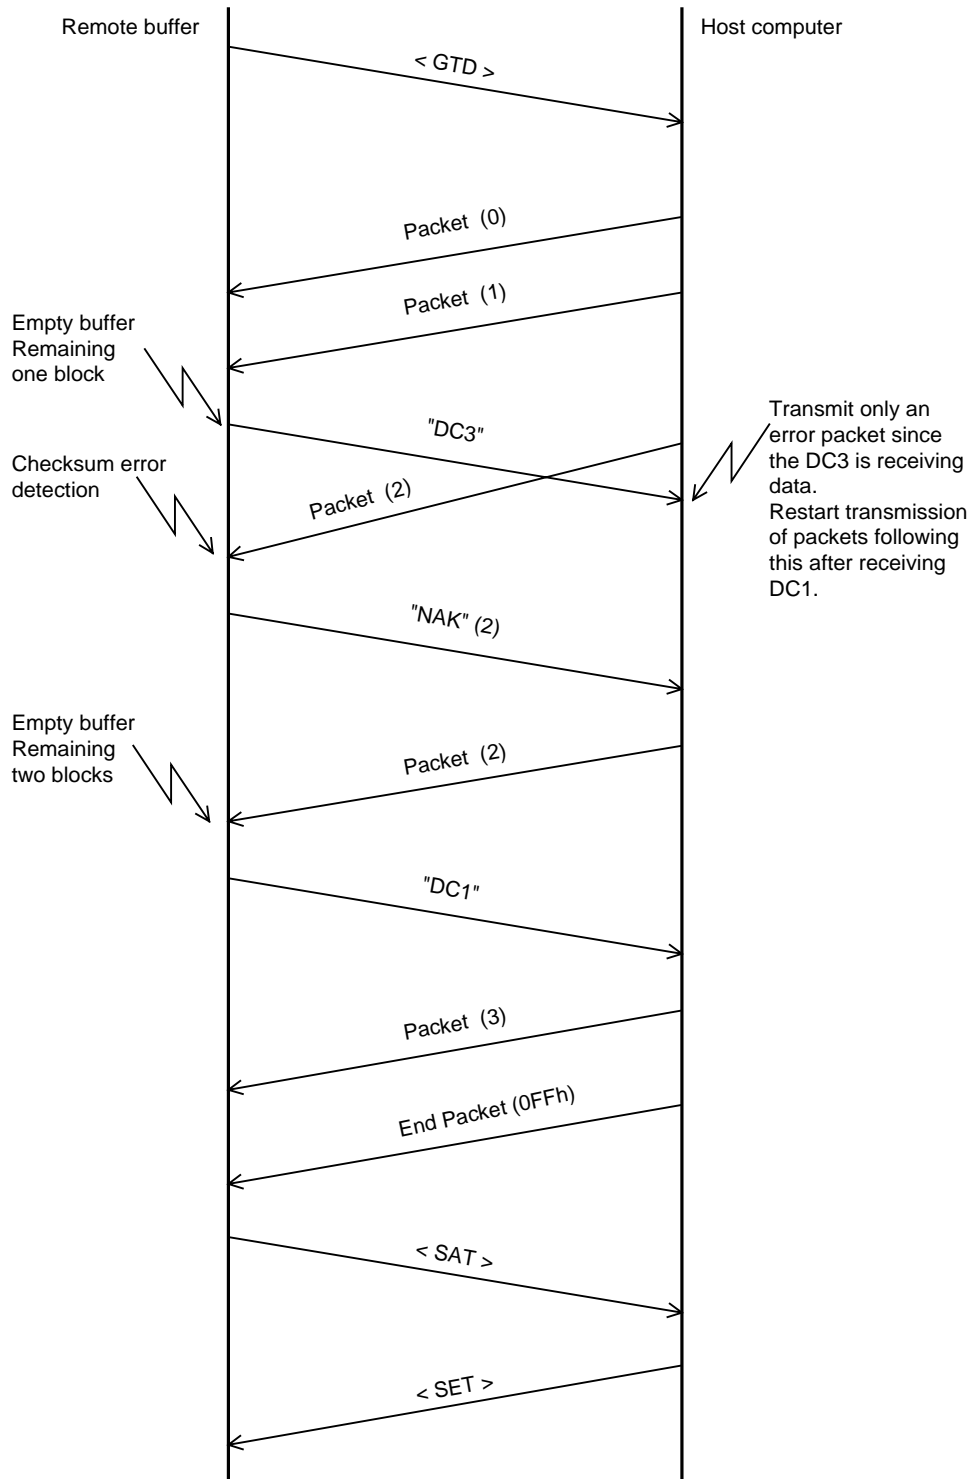 Remote buffer
Host computer
< GTD >
Packet (0)
Packet (1)
Empty buffer
Remaining
one block
"DC3"
Transmit only an
error packet since
the DC3 is receiving
data.
Restart transmission
of packets following
this after receiving
DC1.
Checksum error
detection
Packet (2)
"NAK" (2)
Empty buffer
Remaining
two blocks
Packet (2)
"DC1"
Packet (3)
End Packet (0FFh)
< SAT >
< SET >